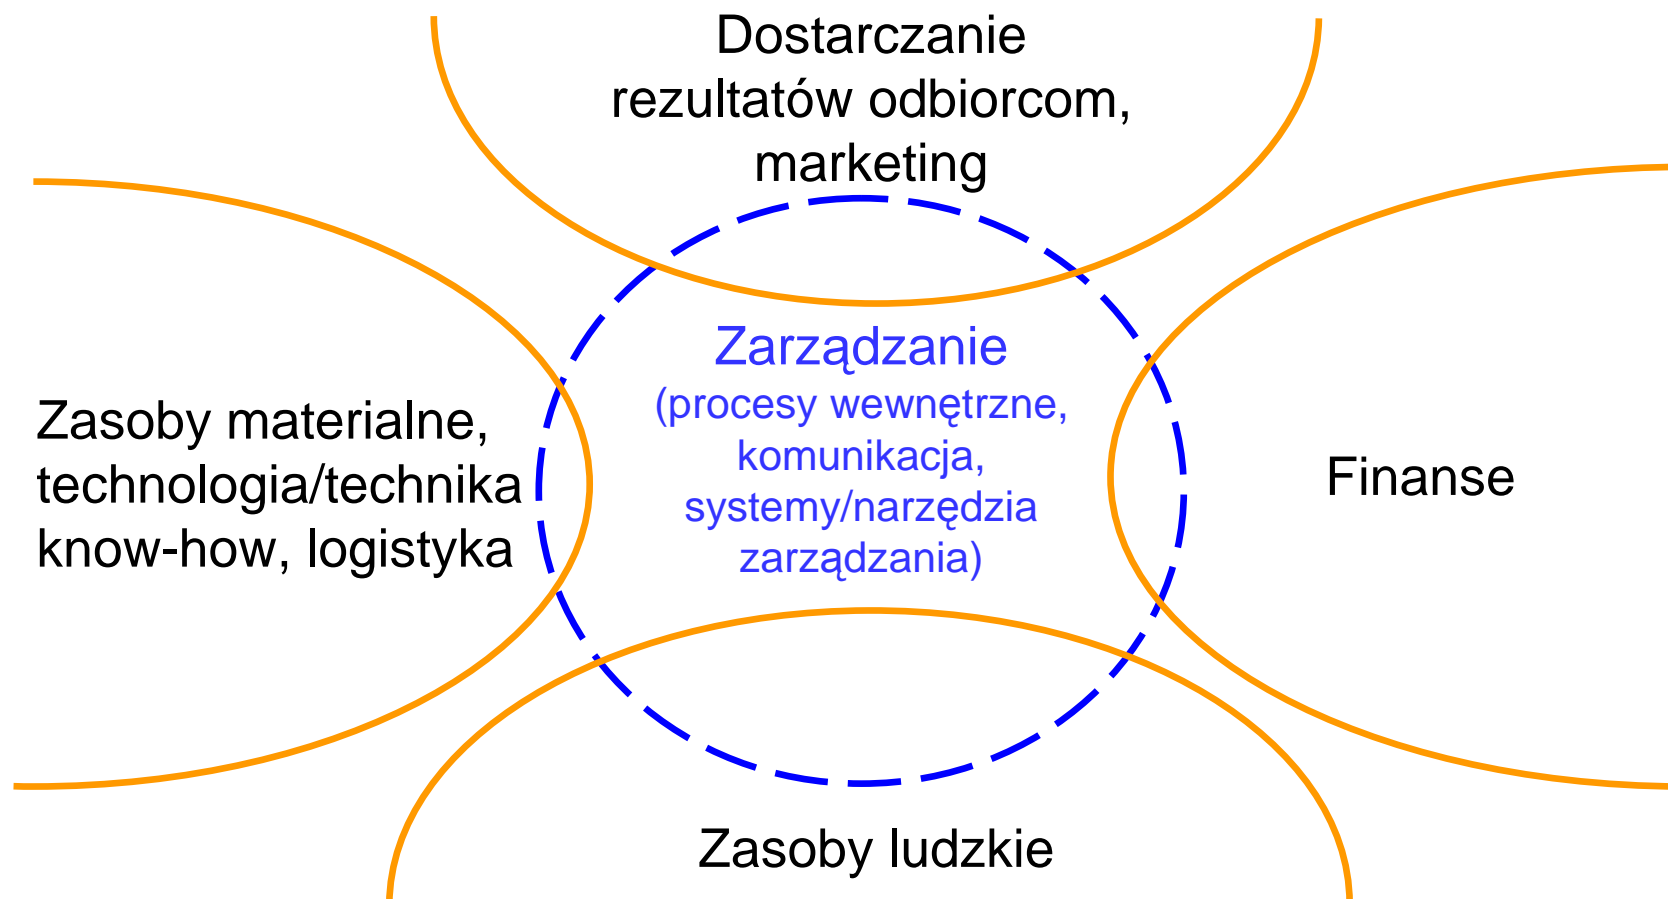 Dostarczanie
rezultatów odbiorcom,
marketing
Zarządzanie
(procesy wewnętrzne,
komunikacja,
systemy/narzędzia
zarządzania)
Zasoby materialne,
technologia/technika
know-how, logistyka
Finanse
Zasoby ludzkie